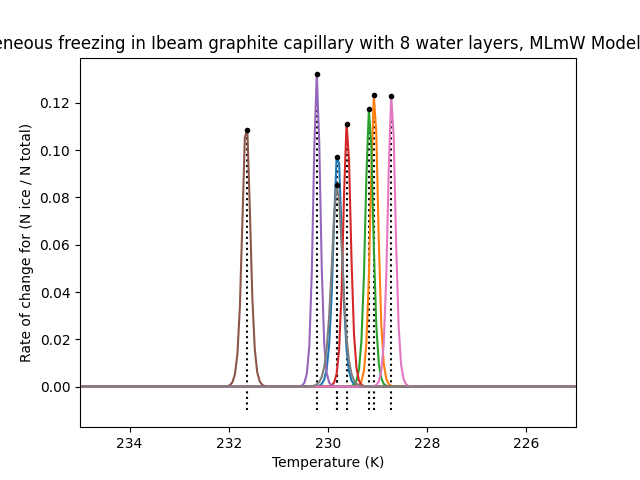 eneous freezing in Ibeam graphite capillary with 8 water layers, MLmW Model
Rate of change for (N ice / N total)
0.12
0.10
0.08
0.06
0.04
0.02
0.00
234 232 230 228 226
Temperature (K)